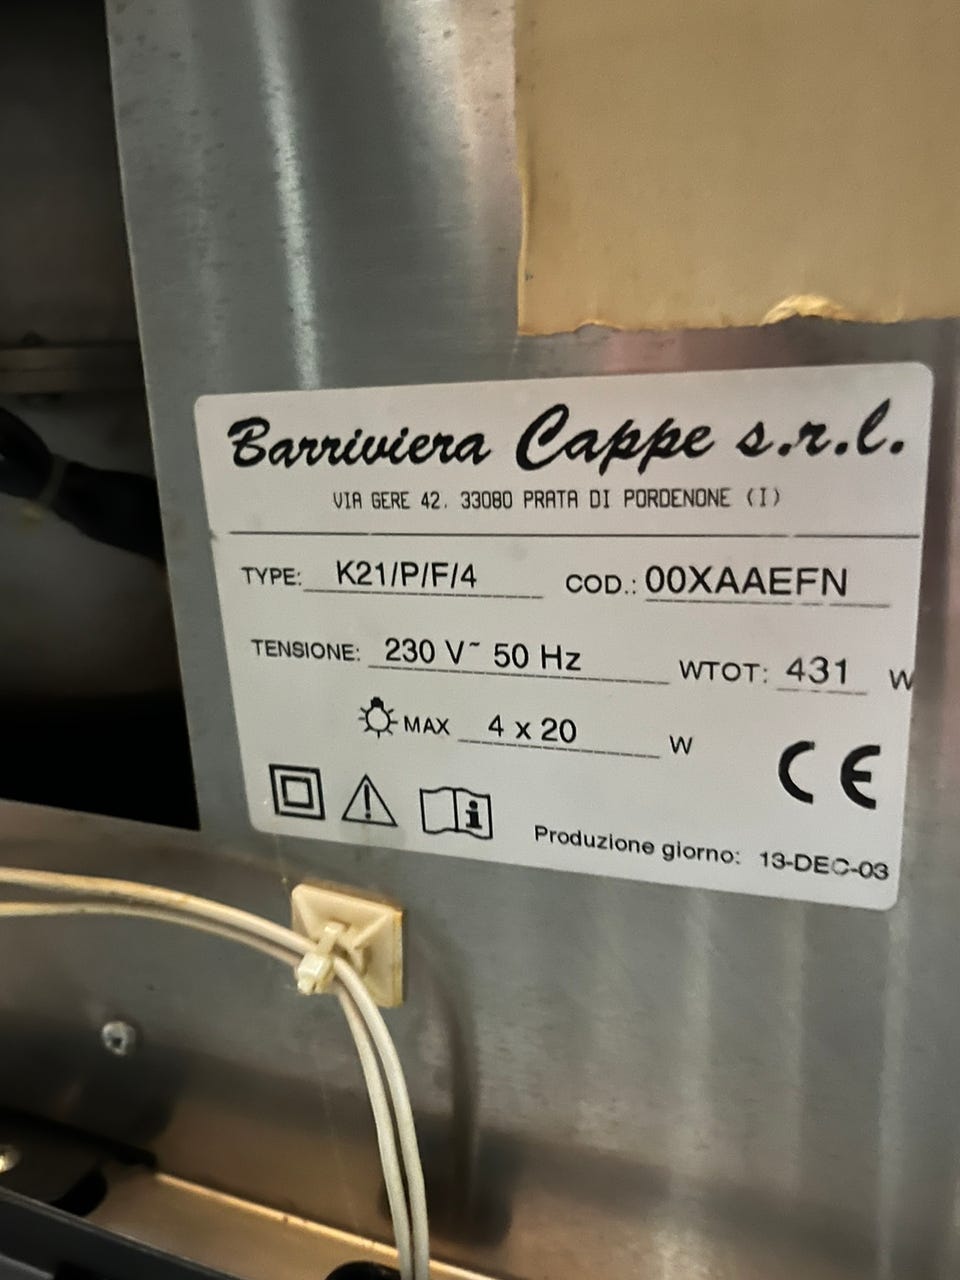 Barriviera Cappe s.r.l.
VIA GERE 42. 33080 PRATA DI PORDENONE (I)
TYPE: K21/P/F/4 COD.: 00XAAEFN
TENSIONE: 230 V~ 50 Hz WTOT: 431 W
MAX 4 x 20 W
CE
i
Produzione giorno: 13-DEC-03